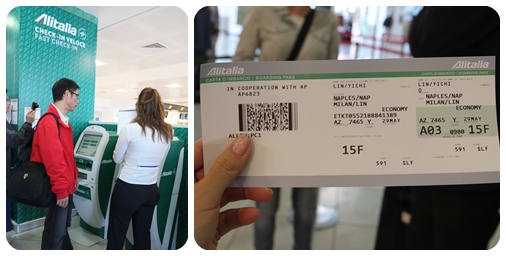 Alitalia
CHECK-IN VELOCE
FAST CHECK-IN
Alitalia
CARTA D'IMBARCO | BOARDING PASS
Alitalia
CARTA D'IMBARCO | BOARDING PASS
IN COOPERATION WITH AP
AP6823
LIN/YICHI
NAPLES/NAP
MILAN/LIN
ECONOMY
ETKT0552188841389
AZ 7465 Y 29MAY
15F
591 SLF
LIN/YICHI
NAPLES/NAP
MILAN/LIN
ECONOMY
AZ 7465 Y 29MAY
A03 0900 15F
591 SLF